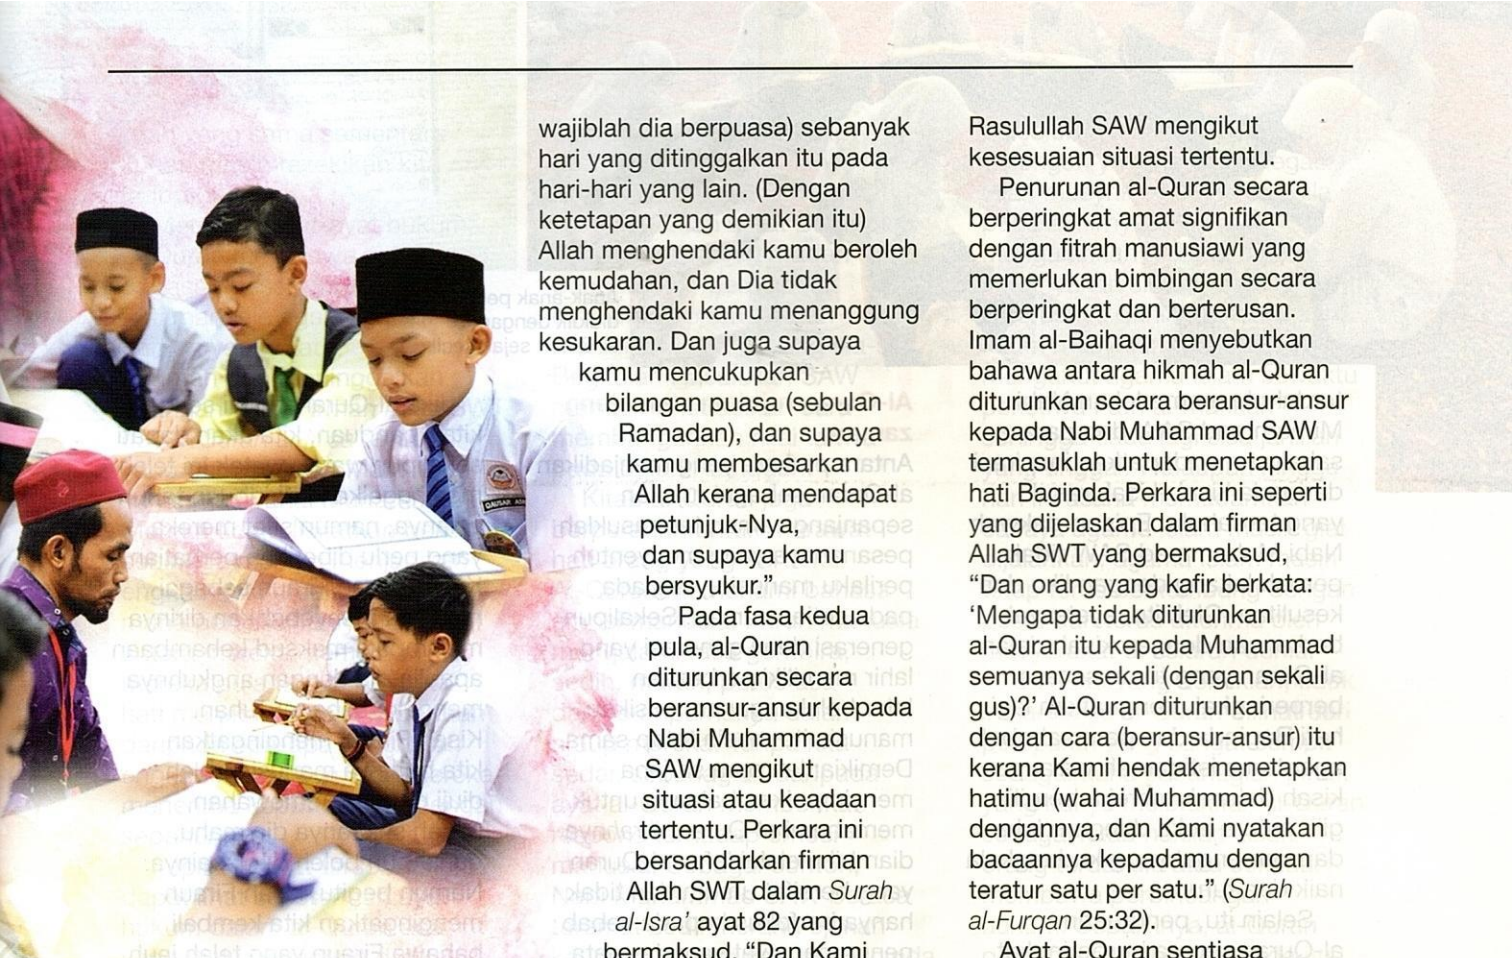 wajiblah dia berpuasa) sebanyak
hari yang ditinggalkan itu pada
hari-hari yang lain. (Dengan
ketetapan yang demikian itu)
Allah menghendaki kamu beroleh
kemudahan, dan Dia tidak
menghendaki kamu menanggung
kesukaran. Dan juga supaya
kamu mencukupkan
bilangan puasa (sebulan
Ramadan), dan supaya
kamu membesarkan
Allah kerana mendapat
petunjuk-Nya,
dan supaya kamu
bersyukur.”
Pada fasa kedua
pula, al-Quran
diturunkan secara
beransur-ansur kepada
Nabi Muhammad
SAW mengikut
situasi atau keadaan
tertentu. Perkara ini
bersandarkan firman
Allah SWT dalam Surah
al-Isra’ ayat 82 yang
bermaksud, “Dan Kami
Rasulullah SAW mengikut
kesesuaian situasi tertentu.
Penurunan al-Quran secara
berperingkat amat signifikan
dengan fitrah manusiawi yang
memerlukan bimbingan secara
berperingkat dan berterusan.
Imam al-Baihaqi menyebutkan
bahawa antara hikmah al-Quran
diturunkan secara beransur-ansur
kepada Nabi Muhammad SAW
termasuklah untuk menetapkan
hati Baginda. Perkara ini seperti
yang dijelaskan dalam firman
Allah SWT yang bermaksud,
“Dan orang yang kafir berkata:
‘Mengapa tidak diturunkan
al-Quran itu kepada Muhammad
semuanya sekali (dengan sekali
gus)?’ Al-Quran diturunkan
dengan cara (beransur-ansur) itu
kerana Kami hendak menetapkan
hatimu (wahai Muhammad)
dengannya, dan Kami nyatakan
bacaannya kepadamu dengan
teratur satu per satu.” (Surah
al-Furqan 25:32).
Ayat al-Quran sentiasa